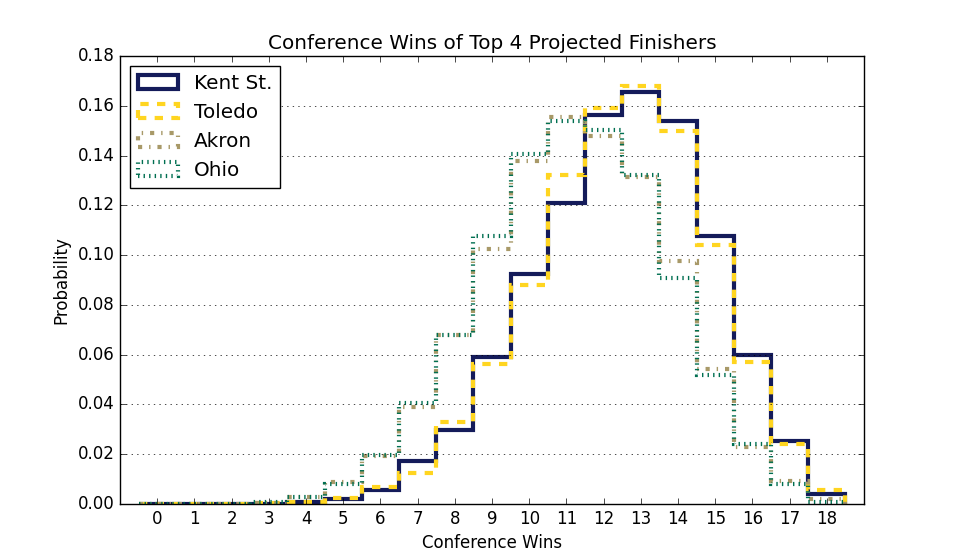 Conference Wins of Top 4 Projected Finishers
0.18
0.16
0.14
0.12
0.10
0.08
0.06
0.04
0.02
0.00
Probability
Kent St.
Toledo
Akron
Ohio
0 1 2 3 4 5 6 7 8 9 10 11 12 13 14 15 16 17 18
Conference Wins